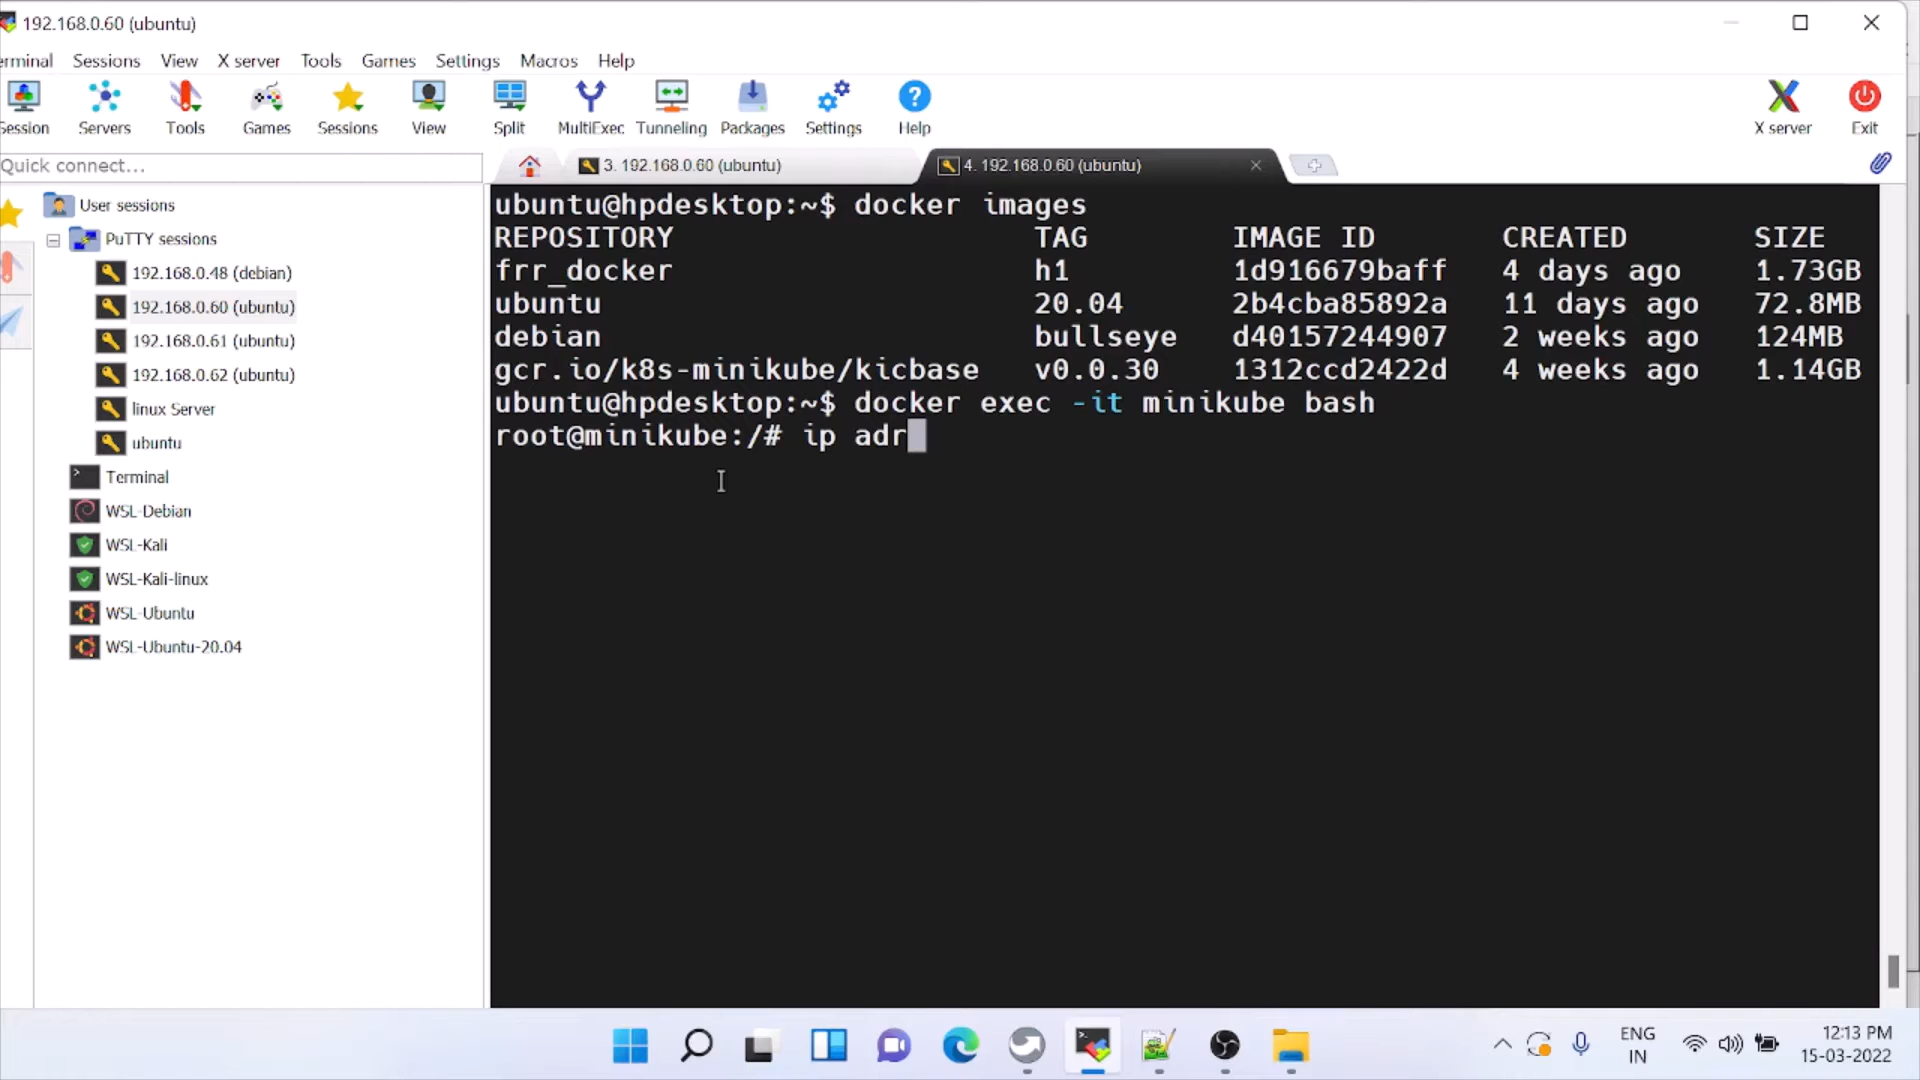 192.168.0.60 (ubuntu)
erminal Sessions View X server Tools Games Settings Macros Help
Session Servers Tools Games Sessions View Split MultiExec Tunneling Packages Settings Help X server Exit
Quick connect...
3. 192.168.0.60 (ubuntu)
4. 192.168.0.60 (ubuntu)
User sessions
PuTTY sessions
192.168.0.48 (debian)
192.168.0.60 (ubuntu)
192.168.0.61 (ubuntu)
192.168.0.62 (ubuntu)
linux Server
ubuntu
Terminal
WSL-Debian
WSL-Kali
WSL-Kali-linux
WSL-Ubuntu
WSL-Ubuntu-20.04
ubuntu@hpdesktop:~$ docker images
REPOSITORY TAG IMAGE ID CREATED SIZE
frr_docker h1 1d916679baff 4 days ago 1.73GB
ubuntu 20.04 2b4cba85892a 11 days ago 72.8MB
debian bullseye d40157244907 2 weeks ago 124MB
gcr.io/k8s-minikube/kicbase v0.0.30 1312ccd2422d 4 weeks ago 1.14GB
ubuntu@hpdesktop:~$ docker exec -it minikube bash
root@minikube:/# ip adr
ENG
IN
12:13 PM
15-03-2022